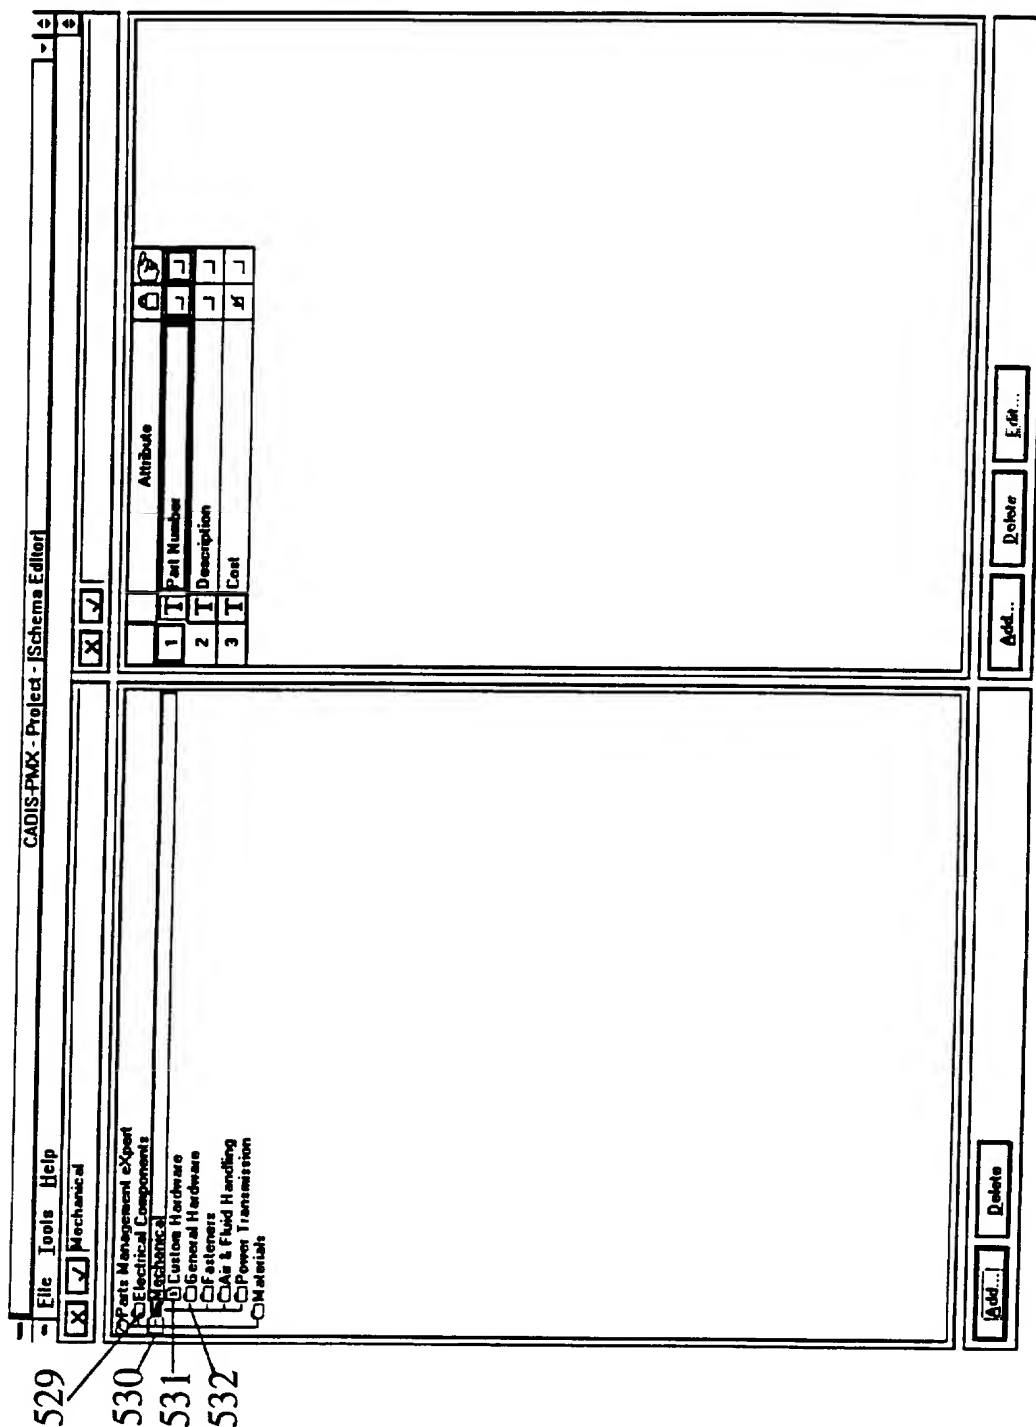 CADIS-PMX - Project - [Schema Editor]
File Tools Help
Mechanical
Parts Management eXpert
Electrical Components
Mechanical
Custom Hardware
General Hardware
Fasteners
Air & Fluid Handling
Power Transmission
Materials
Add... Delete
Attribute
1 T Part Number
2 T Description
3 T Cost
Add... Delete Edit...
529
530
531
532